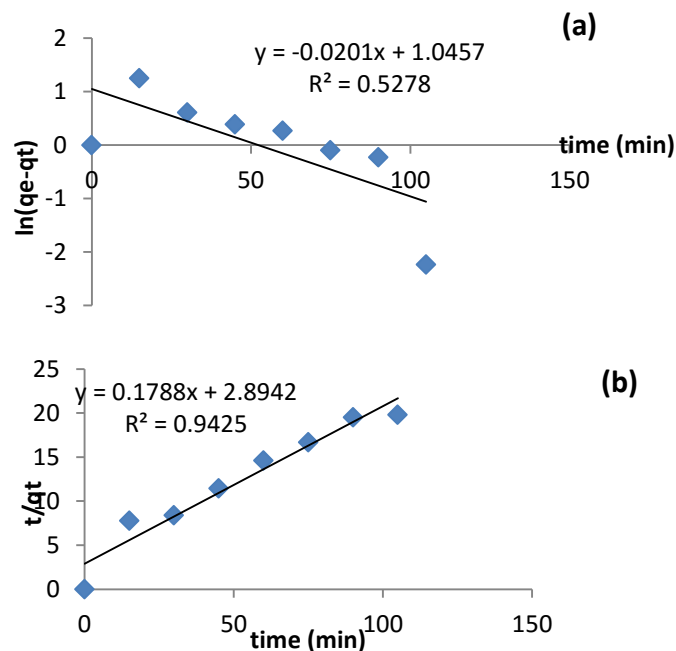 (a)
y = -0.0201x + 1.0457
R² = 0.5278
2
1
0
-1
-2
-3
0
50
100
150
time (min)
ln(qe-qt)
(b)
y = 0.1788x + 2.8942
R² = 0.9425
25
20
15
10
5
0
0
50
100
150
time (min)
t/qt